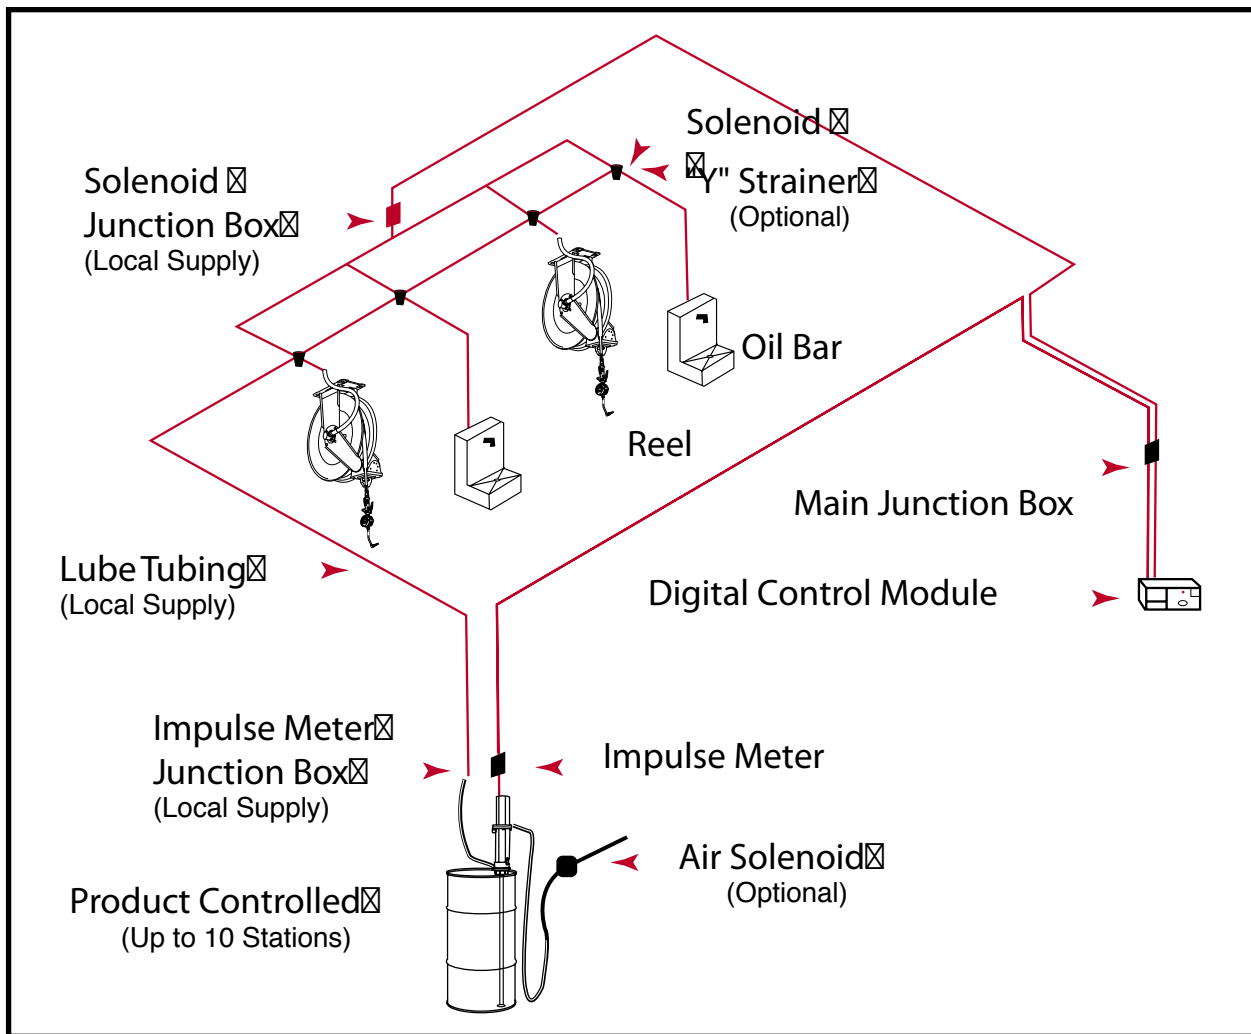 Solenoid
"Y" Strainer
(Optional)
Solenoid
Junction Box
(Local Supply)
Oil Bar
Reel
Main Junction Box
Lube Tubing
(Local Supply)
Digital Control Module
Impulse Meter
Junction Box
(Local Supply)
Impulse Meter
Air Solenoid
(Optional)
Product Controlled
(Up to 10 Stations)